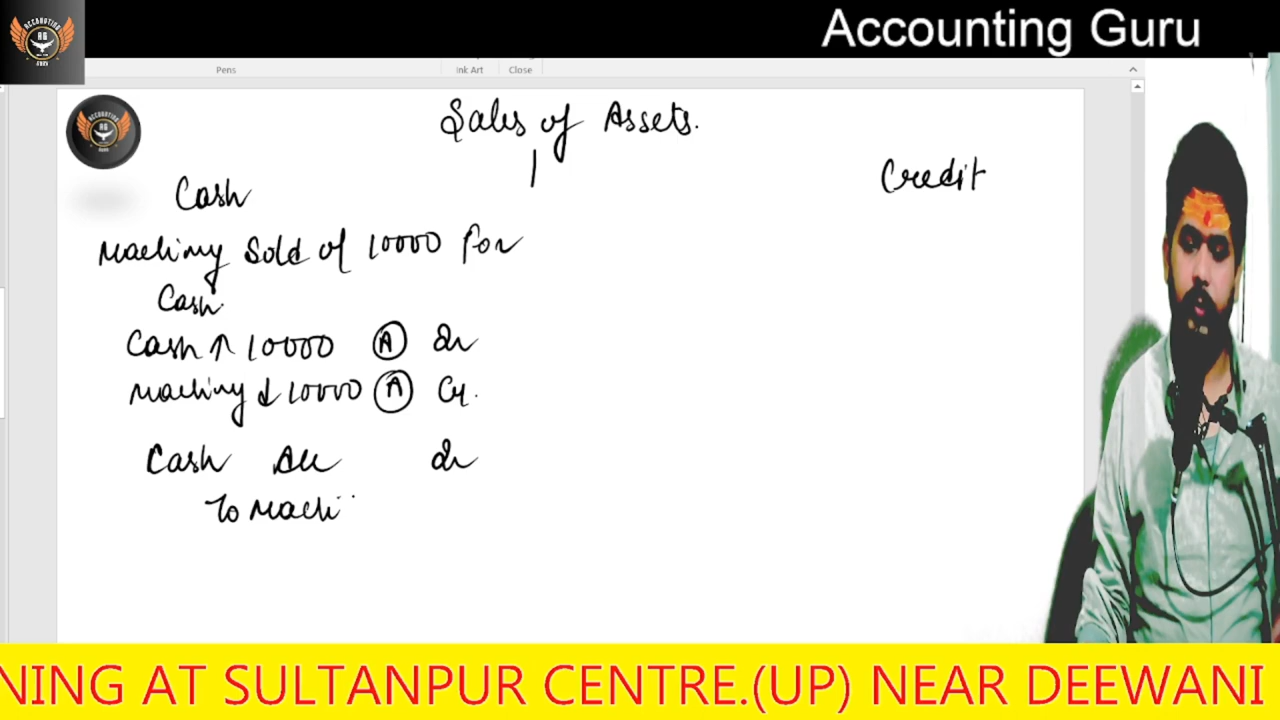 Accounting Guru
Pens
Ink Art
Close
Sales of Assets.
Cash
Credit
Machiny Sold of 10000 for
Cash.
Cash ↑ 10000 (A) Dr
Machiny ↓ 10000 (A) Cr.
Cash A/c Dr
To Machi
NING AT SULTANPUR CENTRE.(UP) NEAR DEEWANI